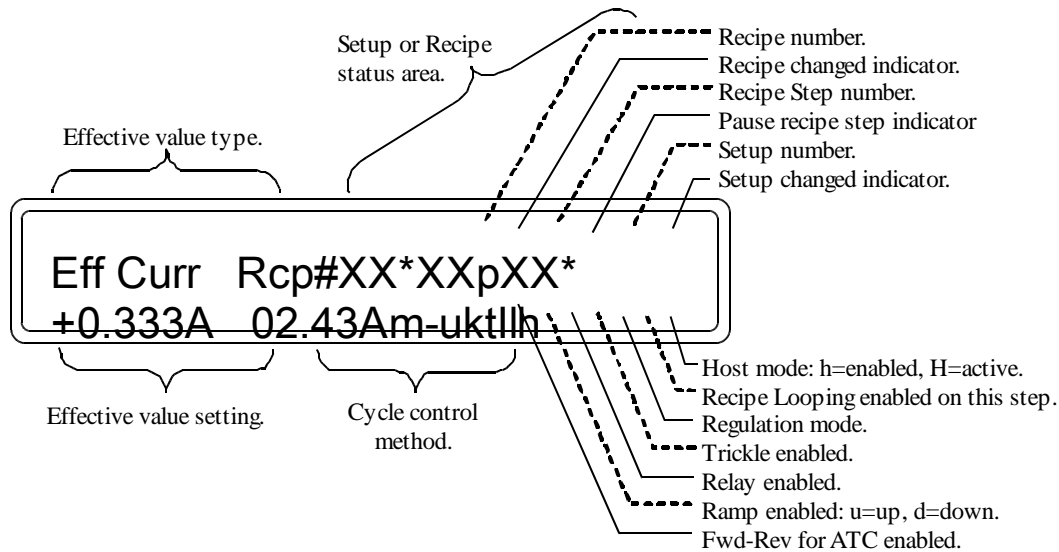 Setup or Recipe
status area.
Recipe number.
Recipe changed indicator.
Recipe Step number.
Pause recipe step indicator
Setup number.
Setup changed indicator.
Effective value type.
Eff Curr Rcp#XX*XXpXX*
+0.333A 02.43Am-uktIlh
Effective value setting.
Cycle control
method.
Host mode: h=enabled, H=active.
Recipe Looping enabled on this step.
Regulation mode.
Trickle enabled.
Relay enabled.
Ramp enabled: u=up, d=down.
Fwd-Rev for ATC enabled.